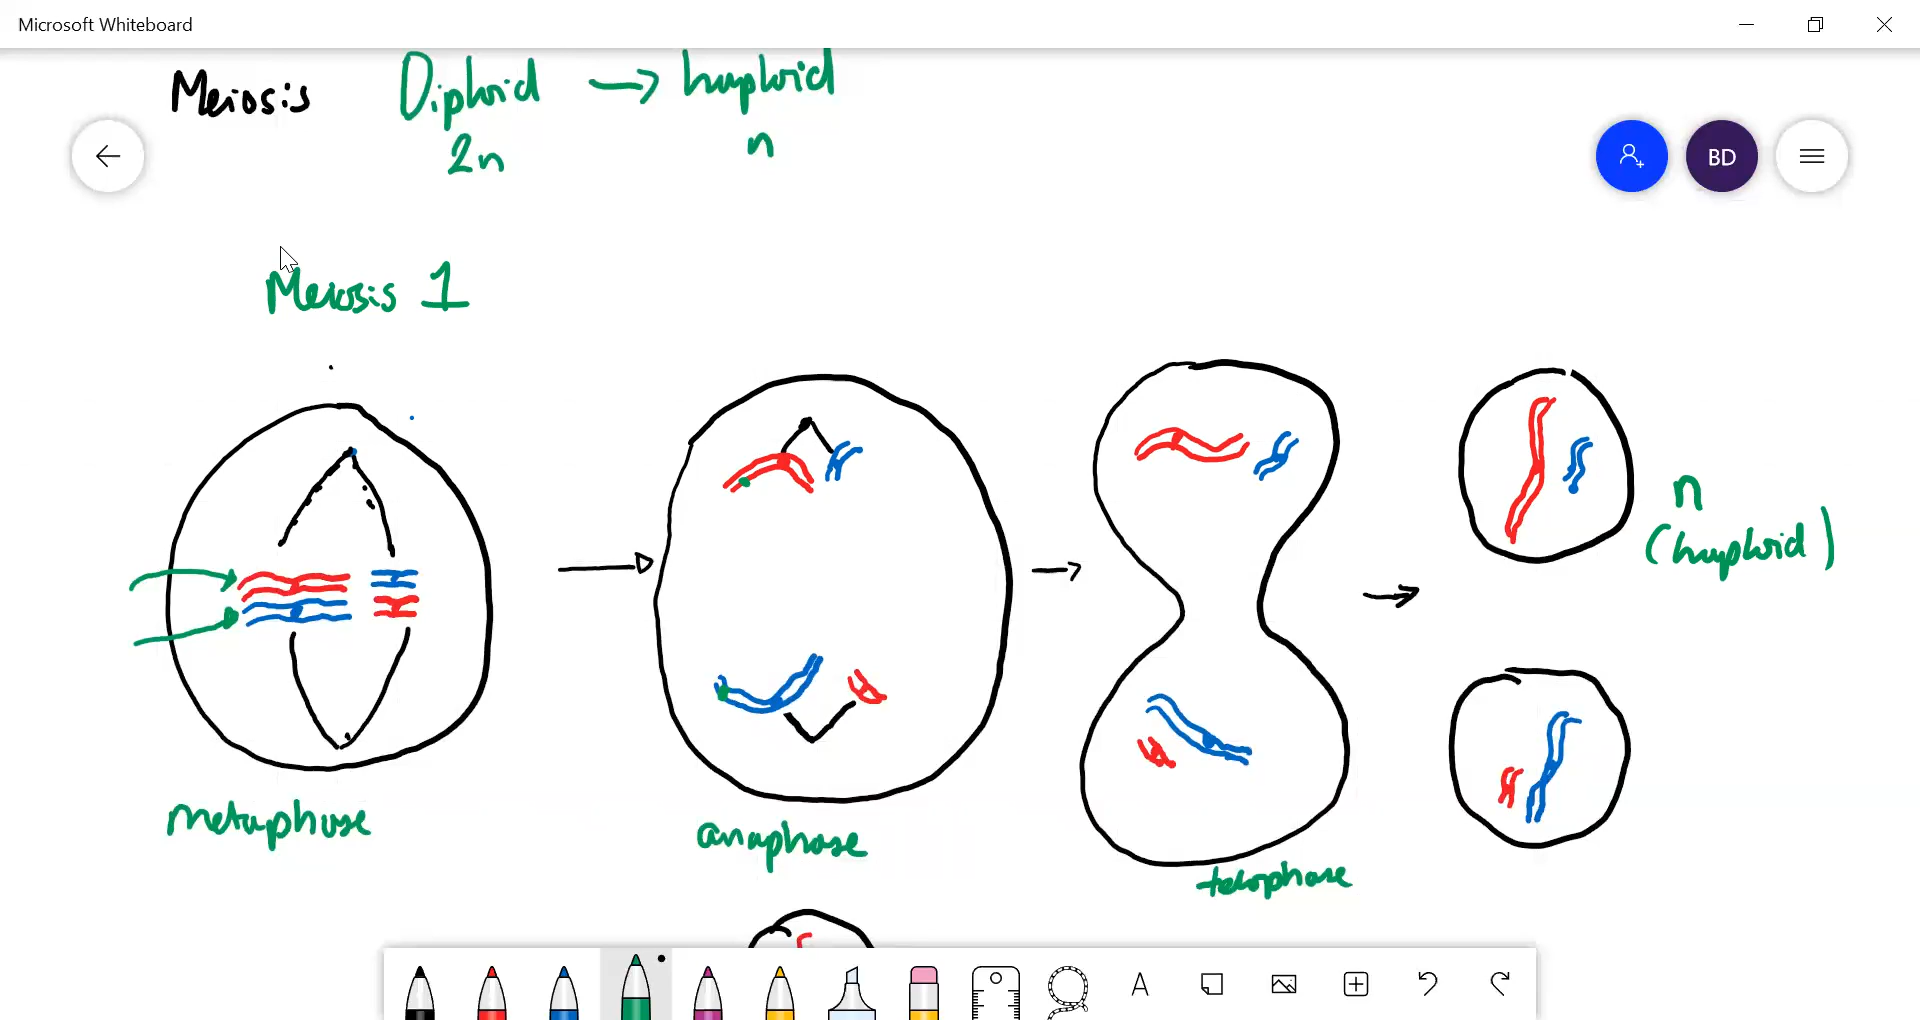 Microsoft Whiteboard
Meiosis Diploid → haploid
2n n
BD
Meiosis 1
n
(haploid)
metaphase
anaphase
telophase
A